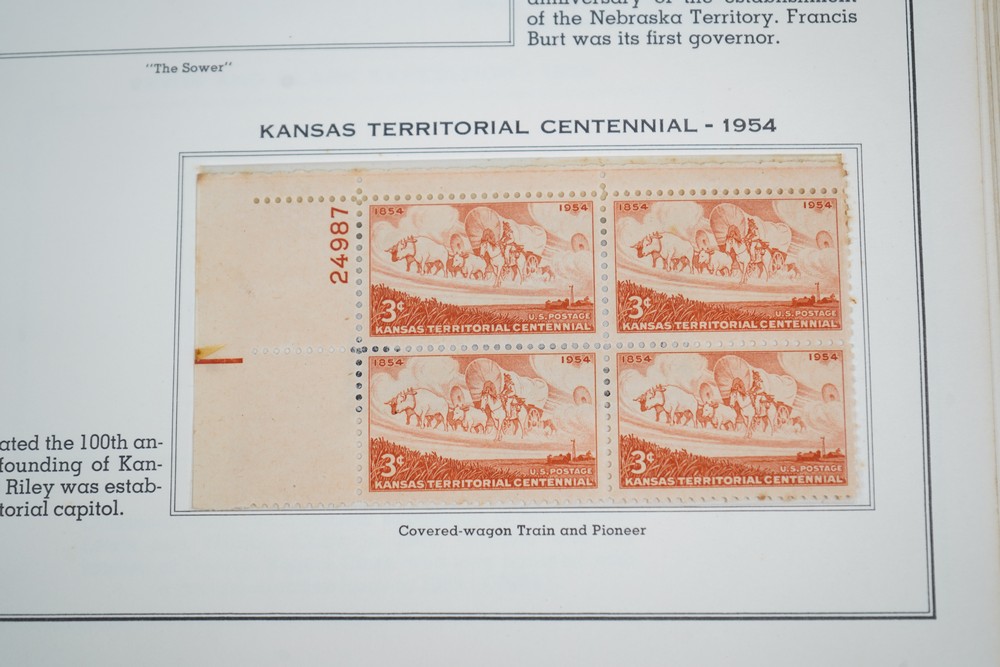 anniversary of the establishment
of the Nebraska Territory. Francis
Burt was its first governor.
"The Sower"
KANSAS TERRITORIAL CENTENNIAL - 1954
24987
1854 1954
3¢ U.S. POSTAGE
KANSAS TERRITORIAL CENTENNIAL
1854 1954
3¢ U.S. POSTAGE
KANSAS TERRITORIAL CENTENNIAL
1854 1954
3¢ U.S. POSTAGE
KANSAS TERRITORIAL CENTENNIAL
1854 1954
3¢ U.S. POSTAGE
KANSAS TERRITORIAL CENTENNIAL
ated the 100th an-
founding of Kan-
Riley was estab-
torial capitol.
Covered-wagon Train and Pioneer